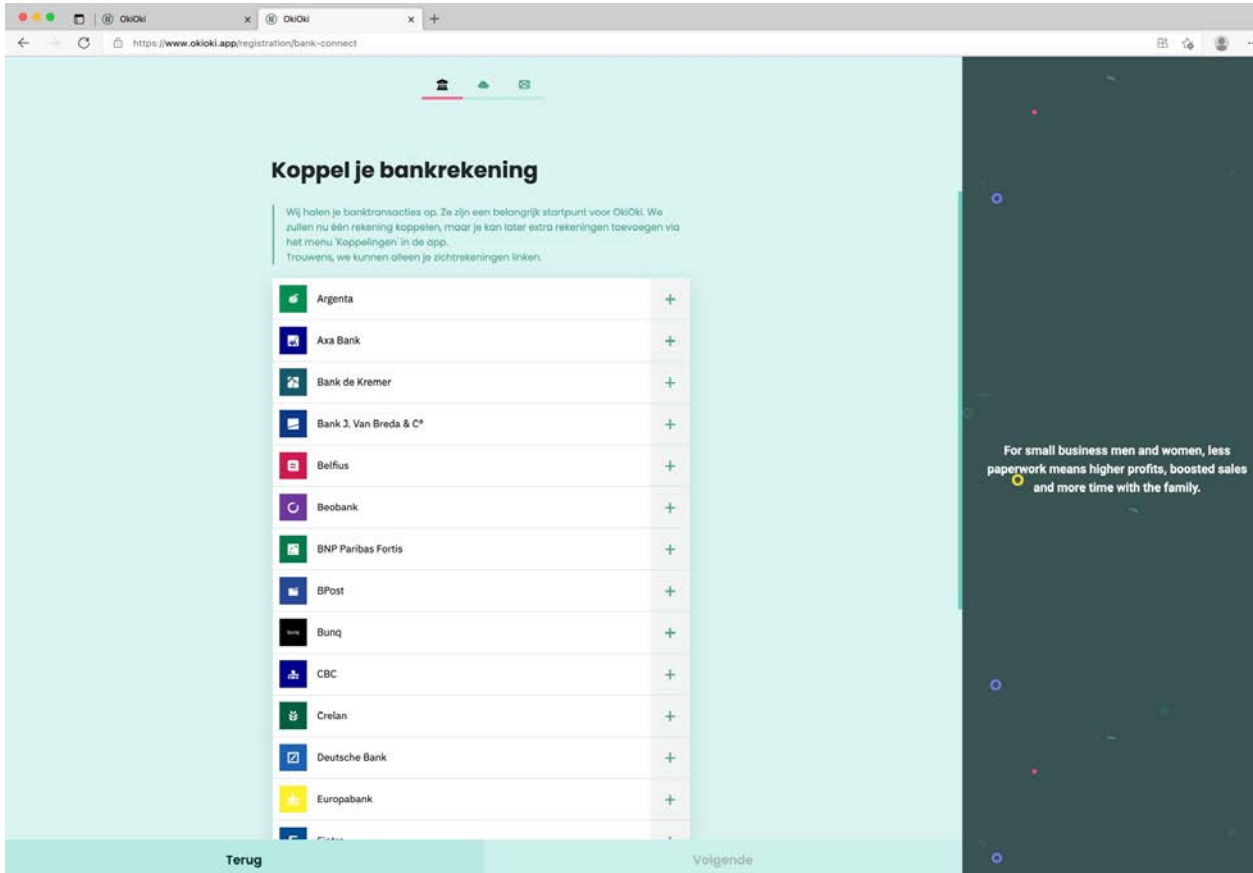 OkiOki
OkiOki
https://www.okioki.app/registration/bank-connect
Koppel je bankrekening
Wij halen je banktransacties op. Ze zijn een belangrijk startpunt voor OkiOki. We
zullen nu één rekening koppelen, maar je kan later extra rekeningen toevoegen via
het menu 'Koppelingen' in de app.
Trouwens, we kunnen alleen je zichtrekeningen linken.
Argenta
Axa Bank
Bank de Kremer
Bank J. Van Breda & C°
Belfius
Beobank
BNP Paribas Fortis
BPost
Bunq
CBC
Crelan
Deutsche Bank
Europabank
For small business men and women, less
paperwork means higher profits, boosted sales
and more time with the family.
Terug
Volgende